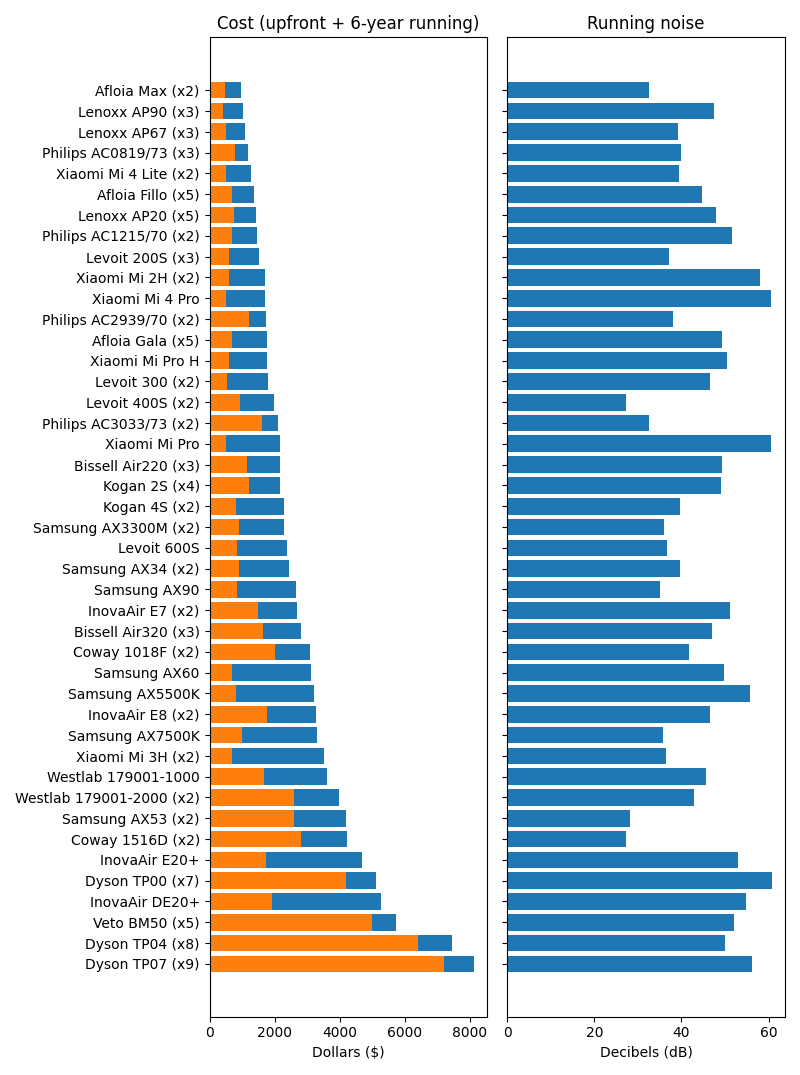 Cost (upfront + 6-year running)
Running noise
Afloia Max (x2)
Lenoxx AP90 (x3)
Lenoxx AP67 (x3)
Philips AC0819/73 (x3)
Xiaomi Mi 4 Lite (x2)
Afloia Fillo (x5)
Lenoxx AP20 (x5)
Philips AC1215/70 (x2)
Levoit 200S (x3)
Xiaomi Mi 2H (x2)
Xiaomi Mi 4 Pro
Philips AC2939/70 (x2)
Afloia Gala (x5)
Xiaomi Mi Pro H
Levoit 300 (x2)
Levoit 400S (x2)
Philips AC3033/73 (x2)
Xiaomi Mi Pro
Bissell Air220 (x3)
Kogan 2S (x4)
Kogan 4S (x2)
Samsung AX3300M (x2)
Levoit 600S
Samsung AX34 (x2)
Samsung AX90
InovaAir E7 (x2)
Bissell Air320 (x3)
Coway 1018F (x2)
Samsung AX60
Samsung AX5500K
InovaAir E8 (x2)
Samsung AX7500K
Xiaomi Mi 3H (x2)
Westlab 179001-1000
Westlab 179001-2000 (x2)
Samsung AX53 (x2)
Coway 1516D (x2)
InovaAir E20+
Dyson TP00 (x7)
InovaAir DE20+
Veto BM50 (x5)
Dyson TP04 (x8)
Dyson TP07 (x9)
0 2000 4000 6000 8000
0 20 40 60
Dollars ($)
Decibels (dB)